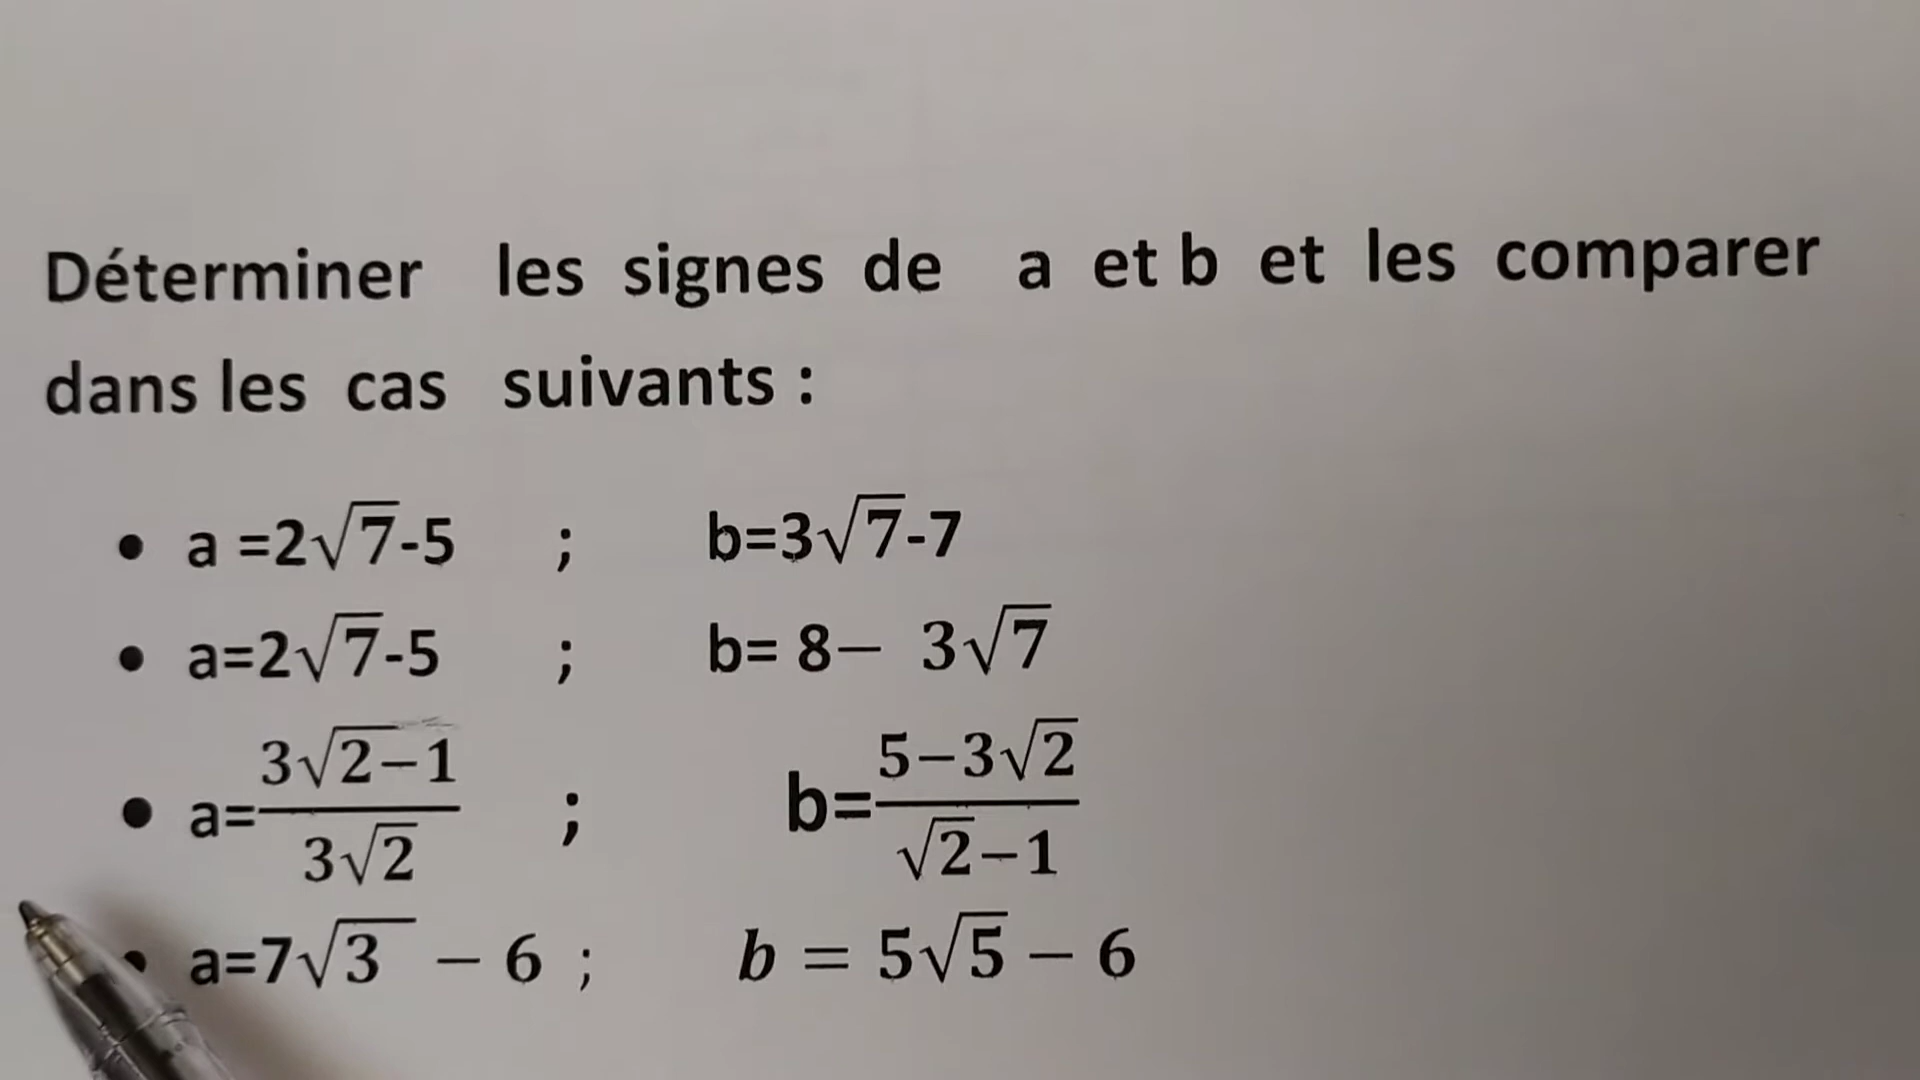 Déterminer les signes de a et b et les comparer
dans les cas suivants :
• a =2√7-5 ; b=3√7-7
• a=2√7-5 ; b= 8− 3√7
• a=(3√2−1)/(3√2) ; b=(5−3√2)/(√2−1)
• a=7√3 − 6 ; b = 5√5 − 6